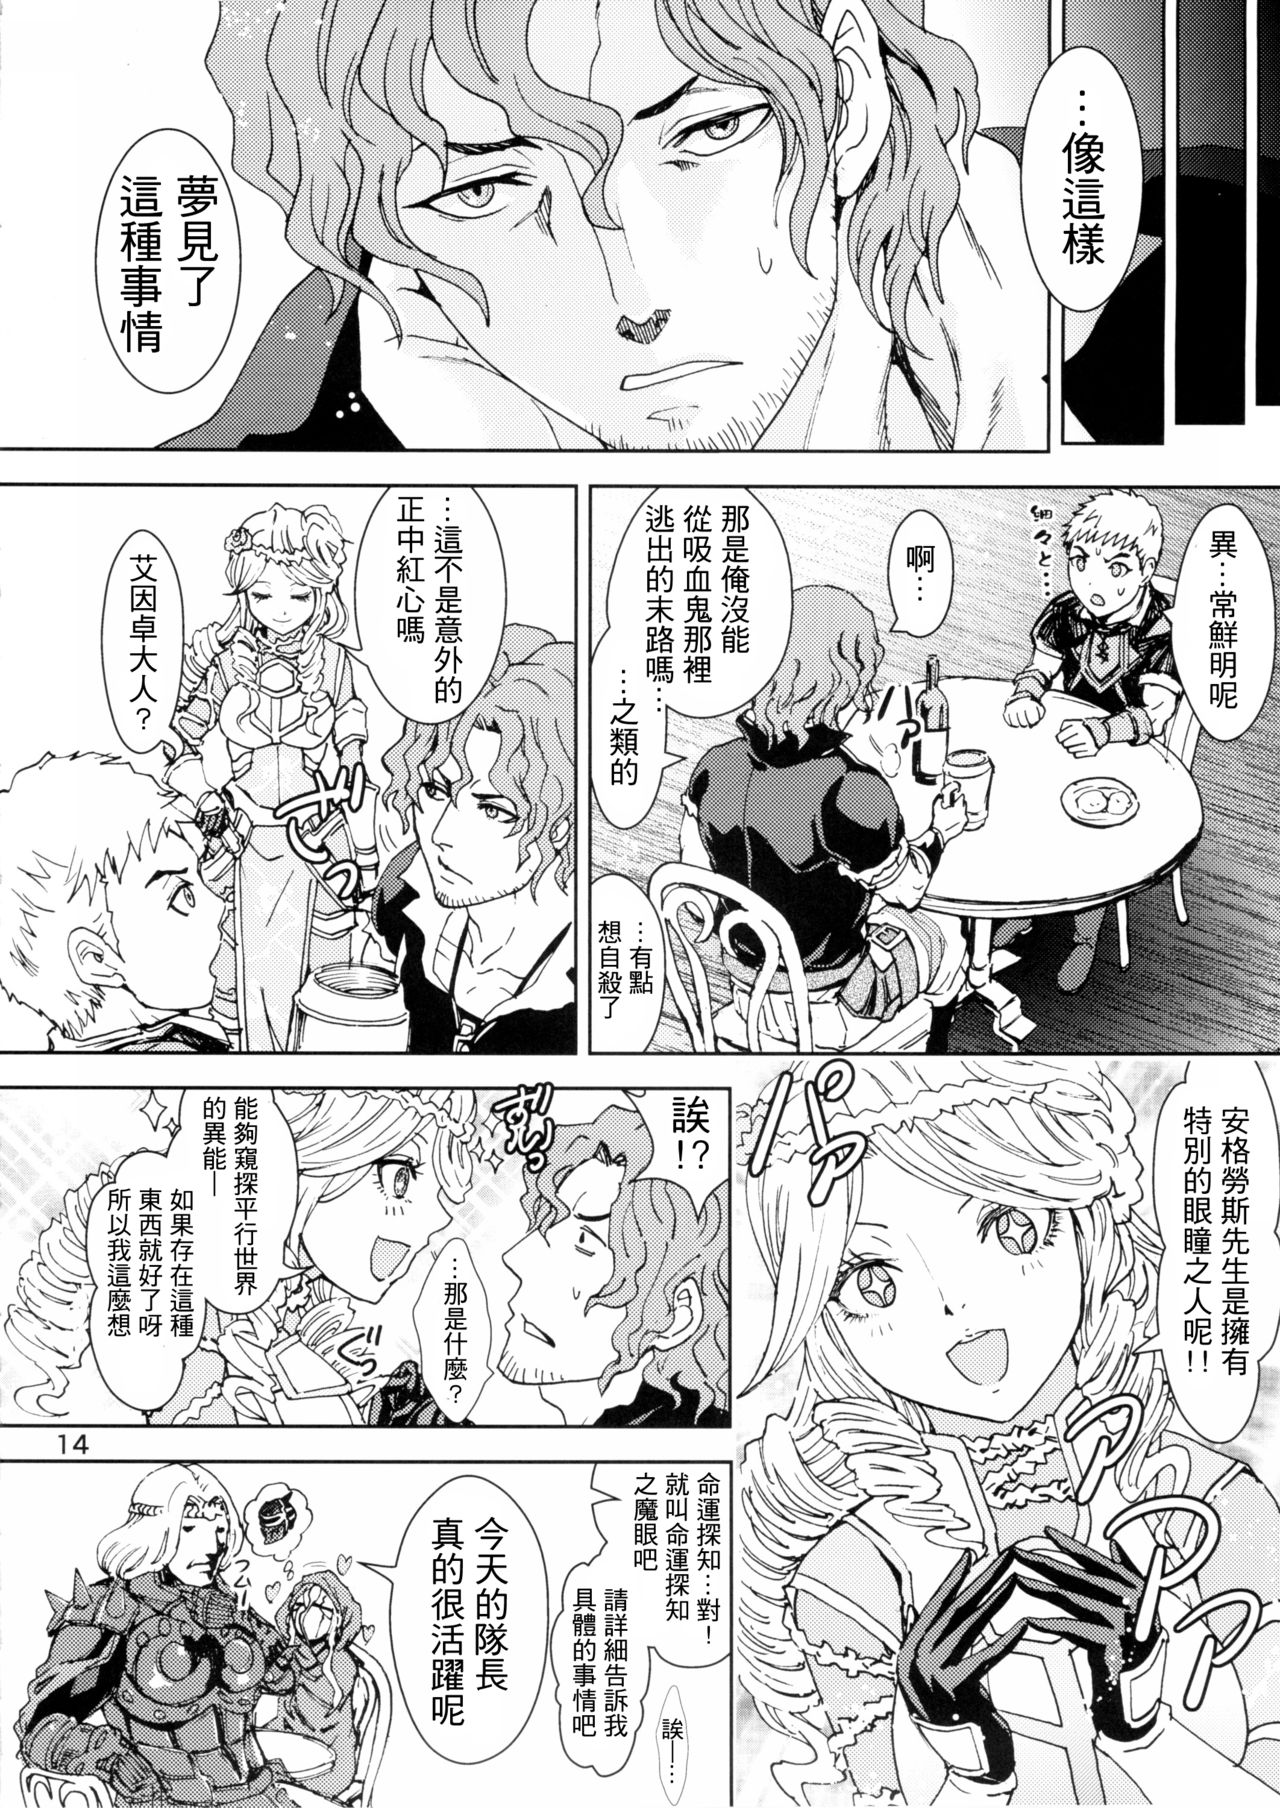 …像這樣
夢見了
這種事情
異…常鮮明呢
細々と…
啊…
那是俺沒能
從吸血鬼那裡
逃出的末路嗎…
…之類的
…有點
想自殺了
…這不是意外的
正中紅心嗎
艾因卓大人？
安格勞斯先生是擁有
特別的眼瞳之人呢!!
誒!?
…那是什麼？
能夠窺探平行世界
的異能—
如果存在這種
東西就好了呀
所以我這麼想
命運探知…對！
就叫命運探知
之魔眼吧
請詳細告訴我
具體的事情吧
誒——……
今天的隊長
真的很活躍呢
14